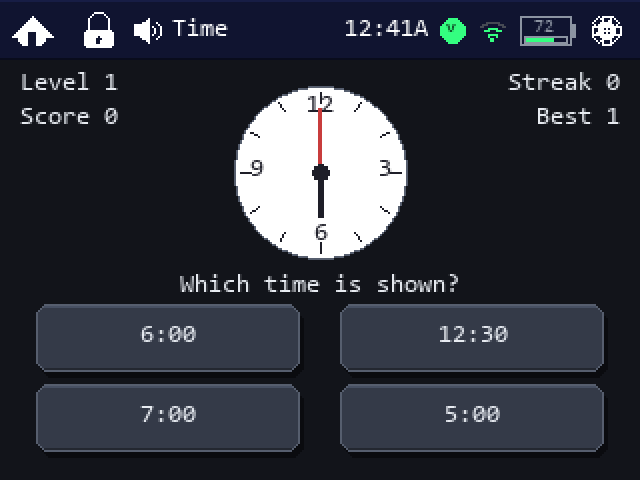 Time 12:41A 72
Level 1 Streak 0
Score 0 Best 1
12
9 3
6
Which time is shown?
6:00 12:30
7:00 5:00